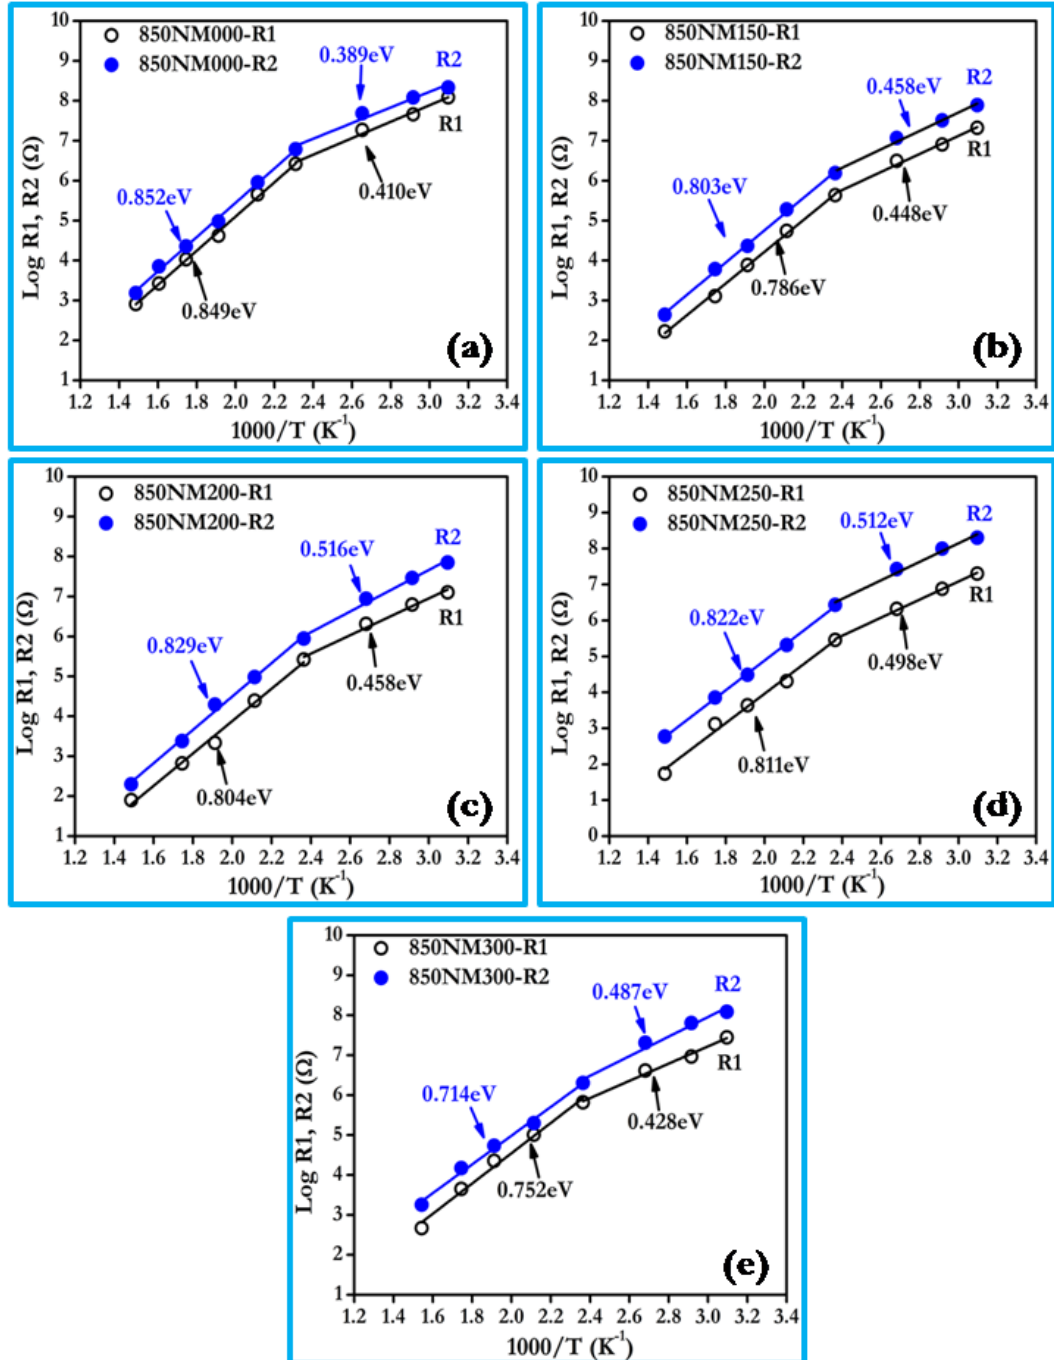 850NM000-R1
850NM000-R2
0.389eV
R2
R1
0.410eV
0.852eV
0.849eV
(a)
Log R1, R2 (Ω)
10
9
8
7
6
5
4
3
2
1
1.2 1.4 1.6 1.8 2.0 2.2 2.4 2.6 2.8 3.0 3.2 3.4
1000/T (K⁻¹)
850NM150-R1
850NM150-R2
R2
0.458eV
R1
0.803eV
0.448eV
0.786eV
(b)
Log R1, R2 (Ω)
10
9
8
7
6
5
4
3
2
1
1.2 1.4 1.6 1.8 2.0 2.2 2.4 2.6 2.8 3.0 3.2 3.4
1000/T (K⁻¹)
850NM200-R1
850NM200-R2
R2
0.516eV
R1
0.829eV
0.458eV
0.804eV
(c)
Log R1, R2 (Ω)
10
9
8
7
6
5
4
3
2
1
1.2 1.6 2.0 2.4 2.8 3.2 1.4 1.8 2.2 2.6 3.0 3.4
1000/T (K⁻¹)
850NM250-R1
850NM250-R2
0.512eV
R2
R1
0.822eV
0.498eV
0.811eV
(d)
Log R1, R2 (Ω)
10
9
8
7
6
5
4
3
2
1
0
1.2 1.4 1.6 1.8 2.0 2.2 2.4 2.6 2.8 3.0 3.2 3.4
1000/T (K⁻¹)
850NM300-R1
850NM300-R2
R2
0.487eV
R1
0.714eV
0.428eV
0.752eV
(e)
Log R1, R2 (Ω)
10
9
8
7
6
5
4
3
2
1
1.2 1.4 1.6 1.8 2.0 2.2 2.4 2.6 2.8 3.0 3.2 3.4
1000/T (K⁻¹)